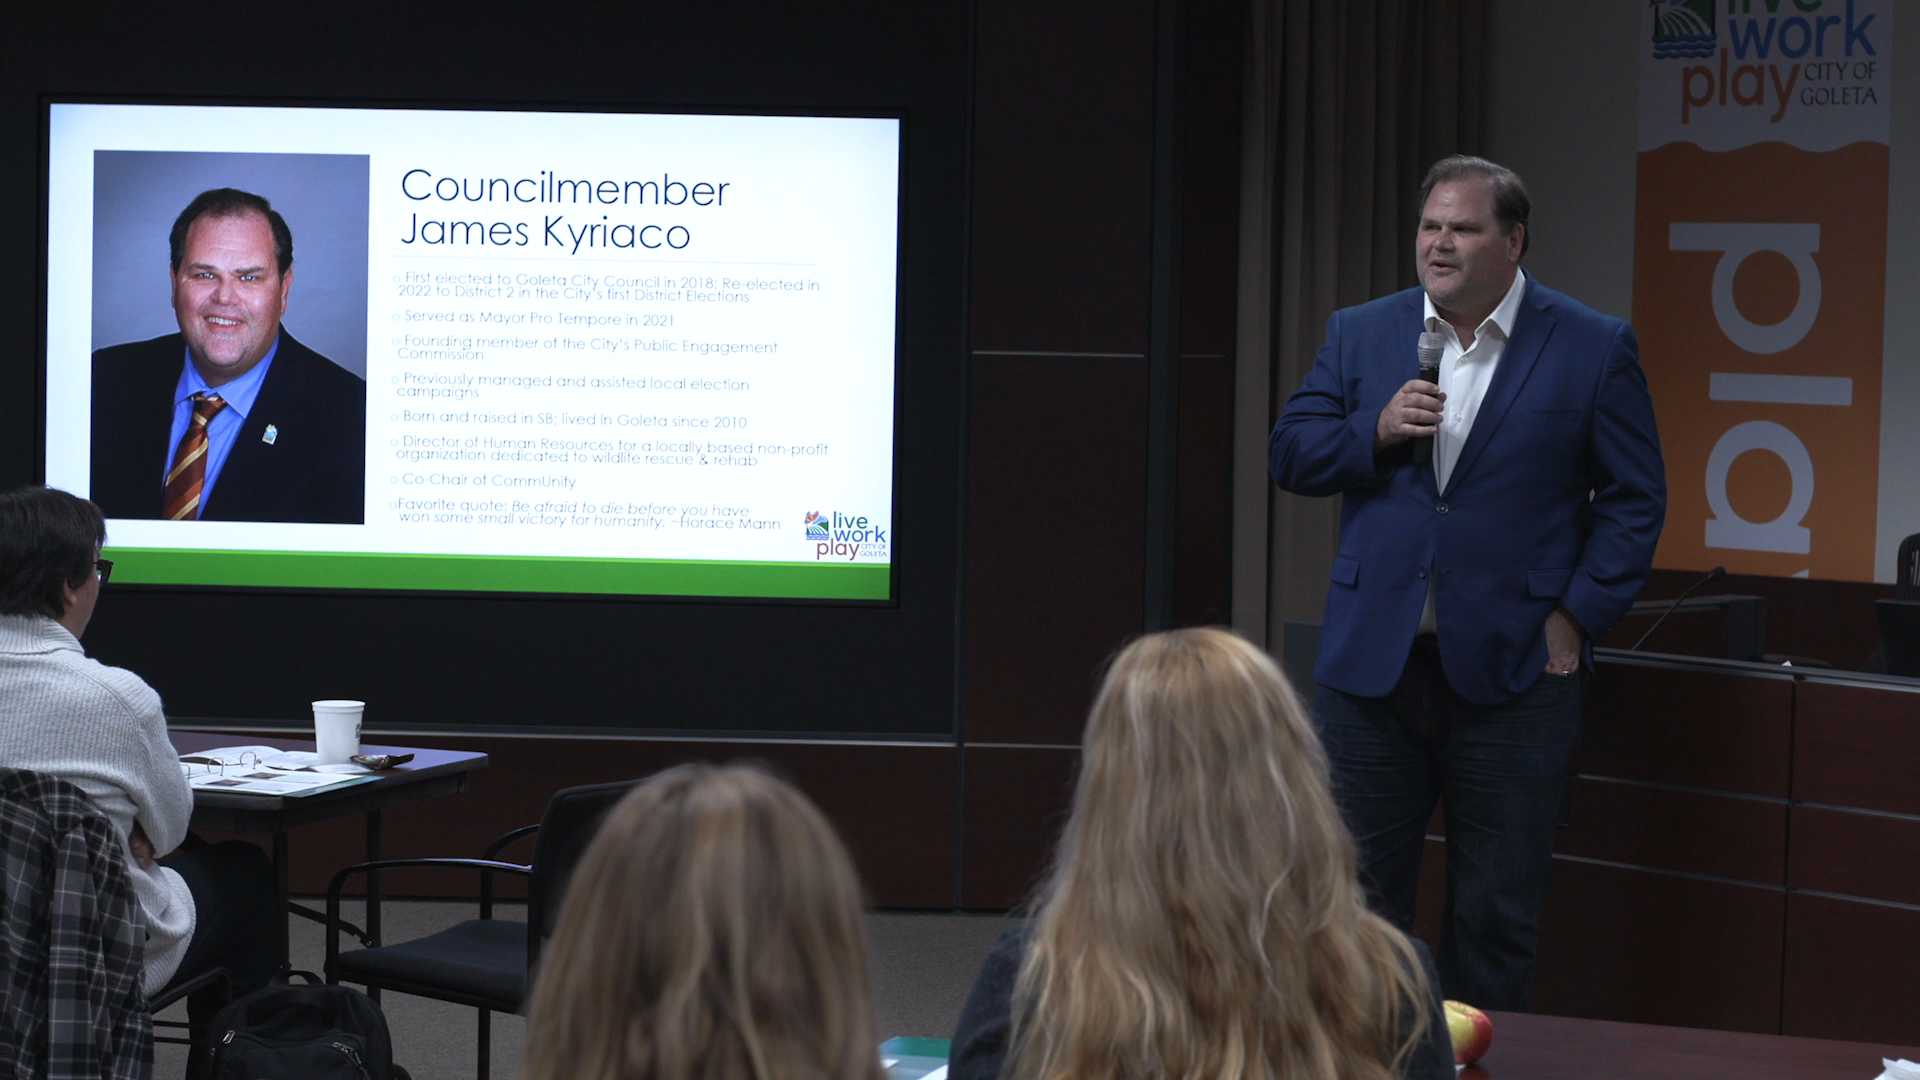 Councilmember
James Kyriaco
First elected to Goleta City Council in 2018; Re-elected in
2022 to District 2 in the City's first District Elections
Served as Mayor Pro Tempore in 2021
Founding member of the City's Public Engagement
Commission
Previously managed and assisted local election
campaigns
Born and raised in SB; lived in Goleta since 2010
Director of Human Resources for a locally based non-profit
organization dedicated to wildlife rescue & rehab
Co-Chair of CommUnify
Favorite quote: Be afraid to die before you have
won some small victory for humanity. ~Horace Mann
live
work
play CITY OF
GOLETA
live
work
play CITY OF
GOLETA